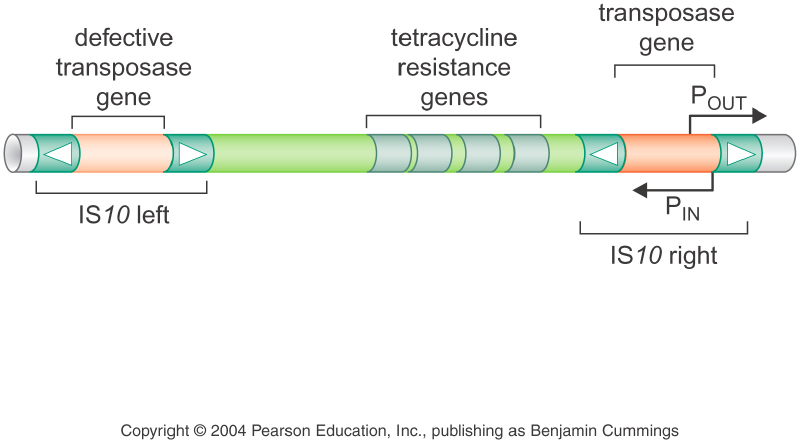 defective
transposase
gene
tetracycline
resistance
genes
transposase
gene
POUT
PIN
IS10 left
IS10 right
Copyright © 2004 Pearson Education, Inc., publishing as Benjamin Cummings